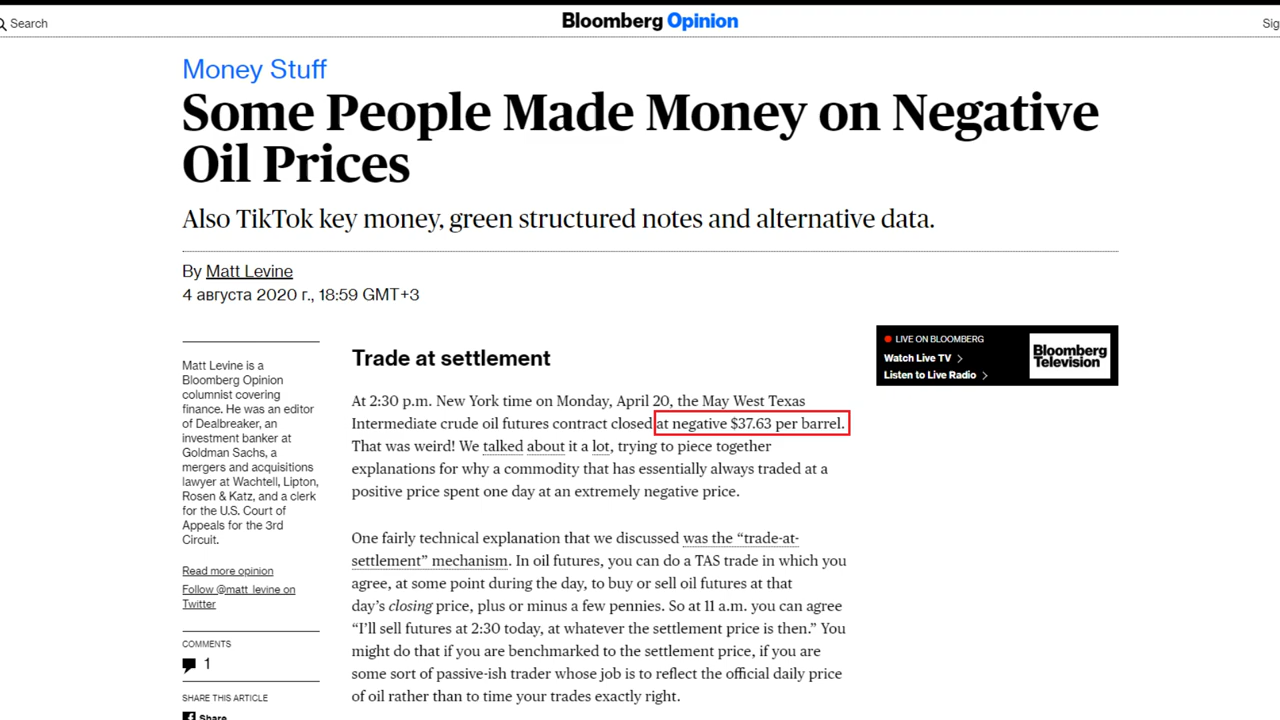 Search
Bloomberg Opinion
Sig
Money Stuff
Some People Made Money on Negative
Oil Prices
Also TikTok key money, green structured notes and alternative data.
By Matt Levine
4 августа 2020 г., 18:59 GMT+3
Matt Levine is a
Bloomberg Opinion
columnist covering
finance. He was an editor
of Dealbreaker, an
investment banker at
Goldman Sachs, a
mergers and acquisitions
lawyer at Wachtell, Lipton,
Rosen & Katz, and a clerk
for the U.S. Court of
Appeals for the 3rd
Circuit.
Read more opinion
Follow @matt_levine on
Twitter
COMMENTS
1
SHARE THIS ARTICLE
Share
Trade at settlement
At 2:30 p.m. New York time on Monday, April 20, the May West Texas
Intermediate crude oil futures contract closed at negative $37.63 per barrel.
That was weird! We talked about it a lot, trying to piece together
explanations for why a commodity that has essentially always traded at a
positive price spent one day at an extremely negative price.
One fairly technical explanation that we discussed was the “trade-at-
settlement” mechanism. In oil futures, you can do a TAS trade in which you
agree, at some point during the day, to buy or sell oil futures at that
day’s closing price, plus or minus a few pennies. So at 11 a.m. you can agree
“I’ll sell futures at 2:30 today, at whatever the settlement price is then.” You
might do that if you are benchmarked to the settlement price, if you are
some sort of passive-ish trader whose job is to reflect the official daily price
of oil rather than to time your trades exactly right.
LIVE ON BLOOMBERG
Watch Live TV
Listen to Live Radio
Bloomberg
Television